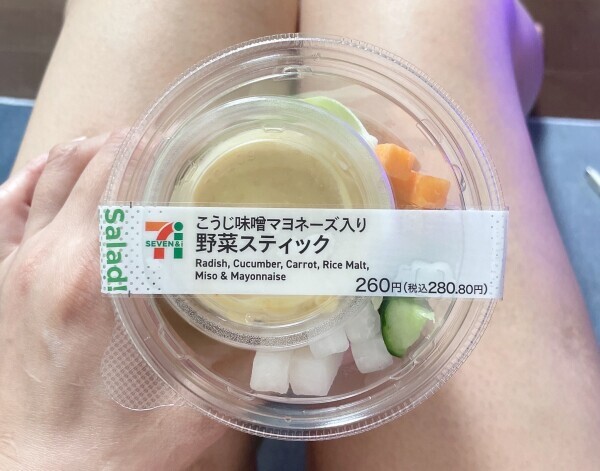 Salad!
SEVEN&i
こうじ味噌マヨネーズ入り
野菜スティック
Radish, Cucumber, Carrot, Rice Malt,
Miso & Mayonnaise
260円(税込280.80円)